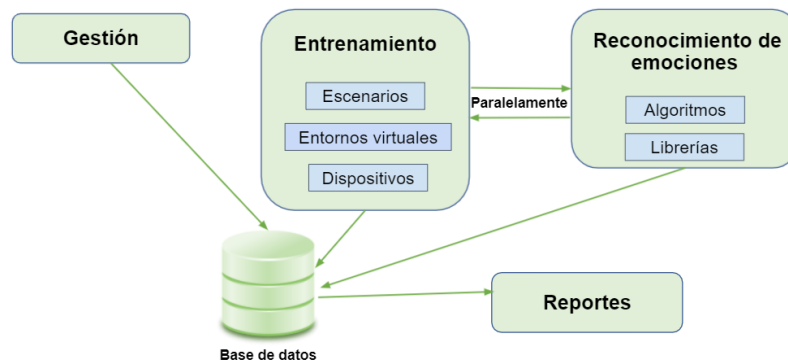 Gestión
Entrenamiento
Escenarios
Entornos virtuales
Dispositivos
Paralelamente
Reconocimiento de
emociones
Algoritmos
Librerías
Base de datos
Reportes